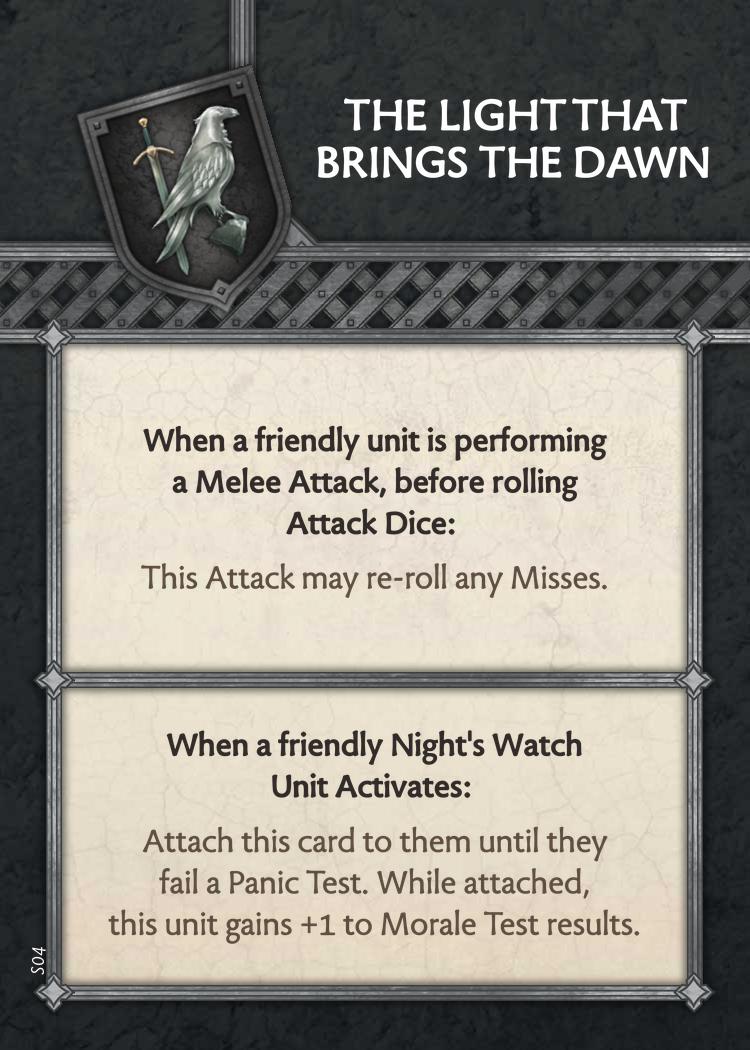 THE LIGHT THAT
BRINGS THE DAWN
When a friendly unit is performing
a Melee Attack, before rolling
Attack Dice:
This Attack may re-roll any Misses.
When a friendly Night's Watch
Unit Activates:
Attach this card to them until they
fail a Panic Test. While attached,
this unit gains +1 to Morale Test results.
S04